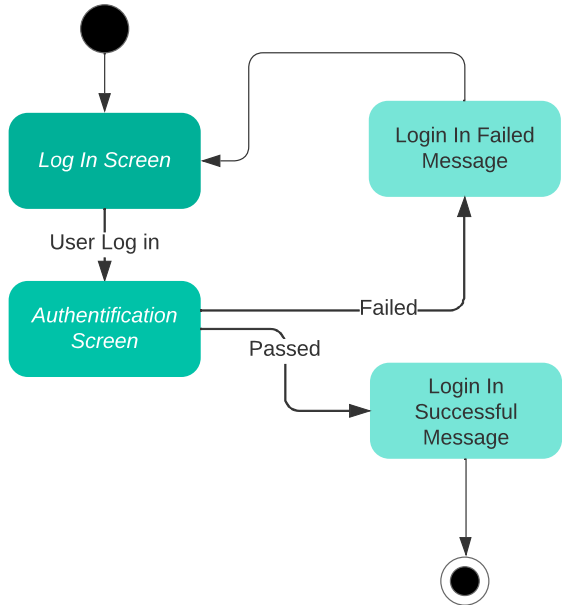 Log In Screen
Login In Failed
Message
User Log in
Authentification
Screen
Failed
Passed
Login In
Successful
Message